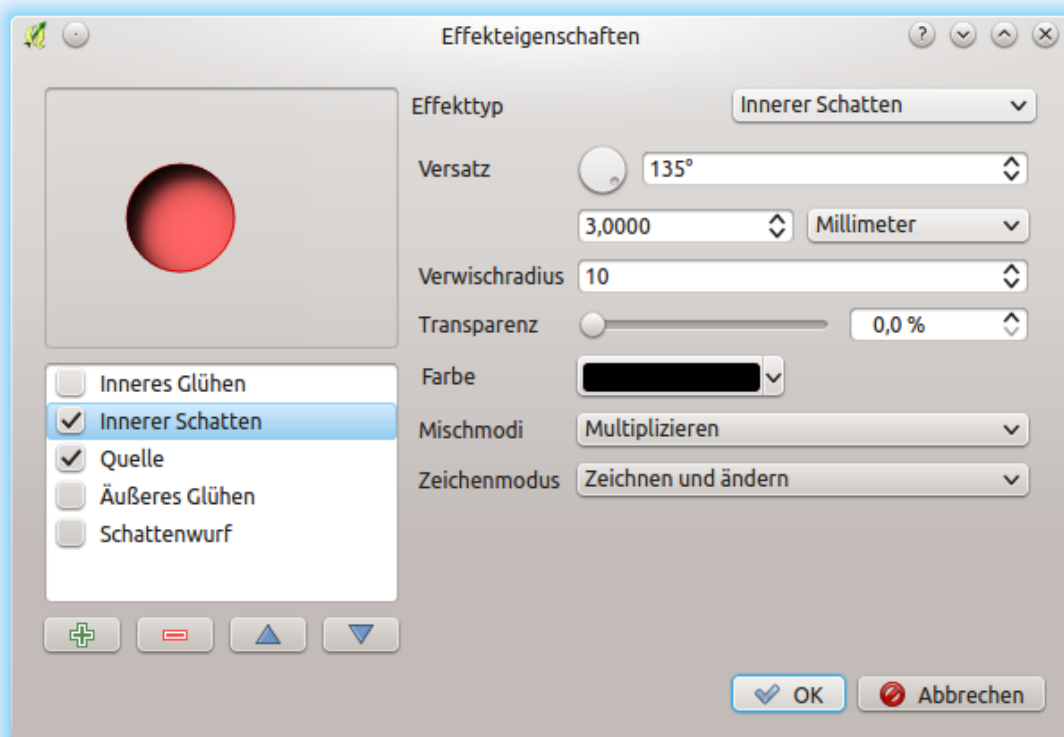 Effekteigenschaften
Effekttyp
Innerer Schatten
Versatz
135°
3,0000
Millimeter
Verwischradius
10
Transparenz
0,0 %
Farbe
Mischmodi
Multiplizieren
Zeichenmodus
Zeichnen und ändern
Inneres Glühen
Innerer Schatten
Quelle
Äußeres Glühen
Schattenwurf
OK
Abbrechen